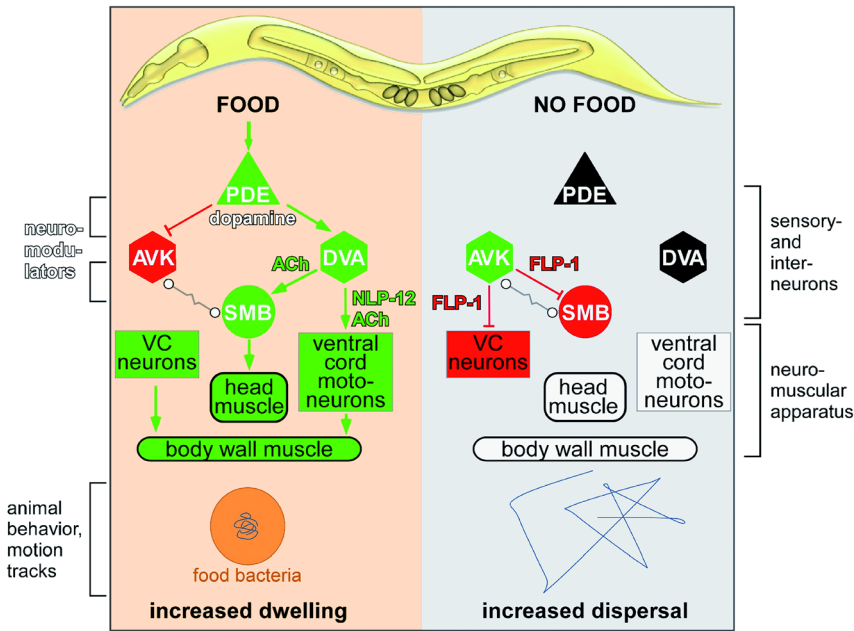 FOOD
NO FOOD
PDE
dopamine
AVK
ACh
DVA
SMB
NLP-12
ACh
VC
neurons
head
muscle
ventral
cord
moto-
neurons
body wall muscle
food bacteria
increased dwelling
PDE
AVK
FLP-1
DVA
FLP-1
SMB
VC
neurons
head
muscle
ventral
cord
moto-
neurons
body wall muscle
increased dispersal
neuro-
modu-
lators
animal
behavior,
motion
tracks
sensory-
and inter-
neurons
neuro-
muscular
apparatus